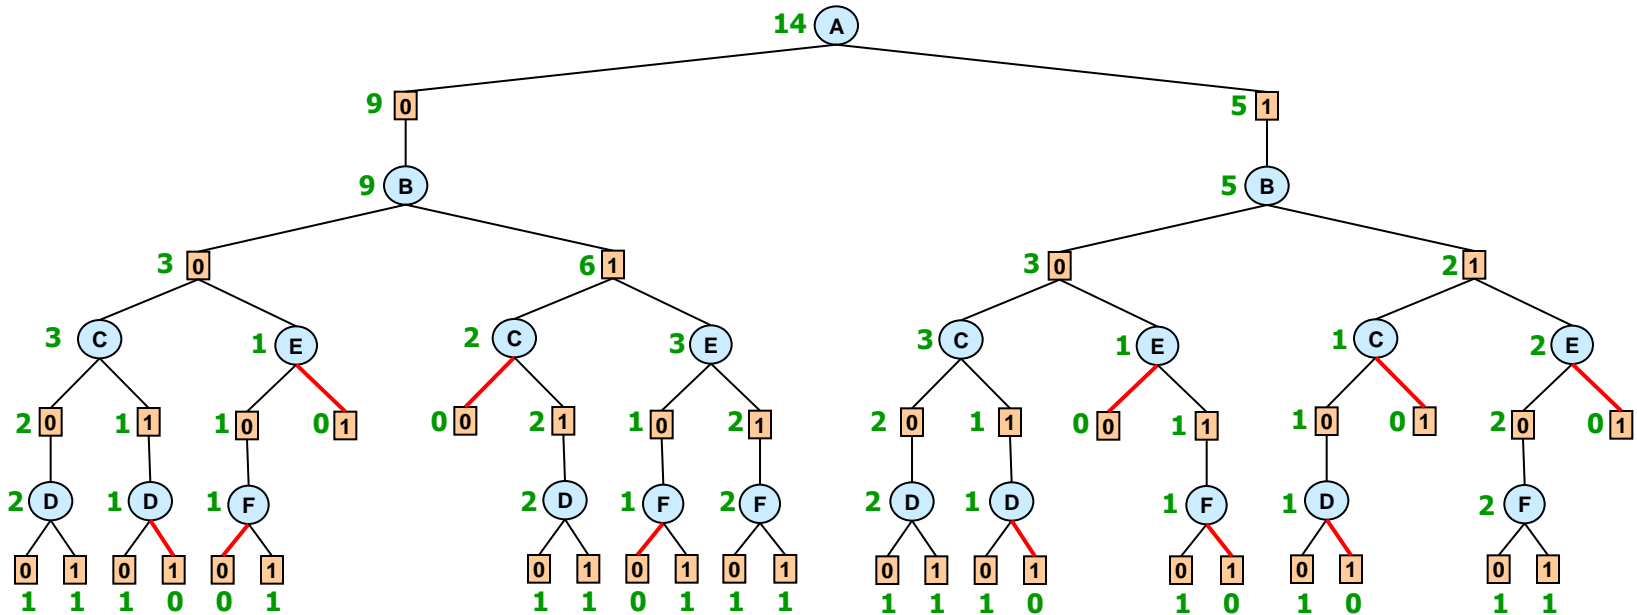 14 A
9 0 5 1
9 B 5 B
3 0 6 1 3 0 2 1
3 C 1 E 2 C 3 E 3 C 1 E 1 C 2 E
2 0 1 1 1 0 0 1 0 0 2 1 1 0 2 1 2 0 1 1 0 0 1 1 1 0 0 1 2 0 0 1
2 D 1 D 1 F 2 D 1 F 2 F 2 D 1 D 1 F 1 D 2 F
0 1 0 1 0 1 0 1 0 1 0 1 0 1 0 1 0 1 0 1 0 1
1 1 1 0 0 1 1 1 0 1 1 1 1 1 1 0 1 0 1 0 1 1